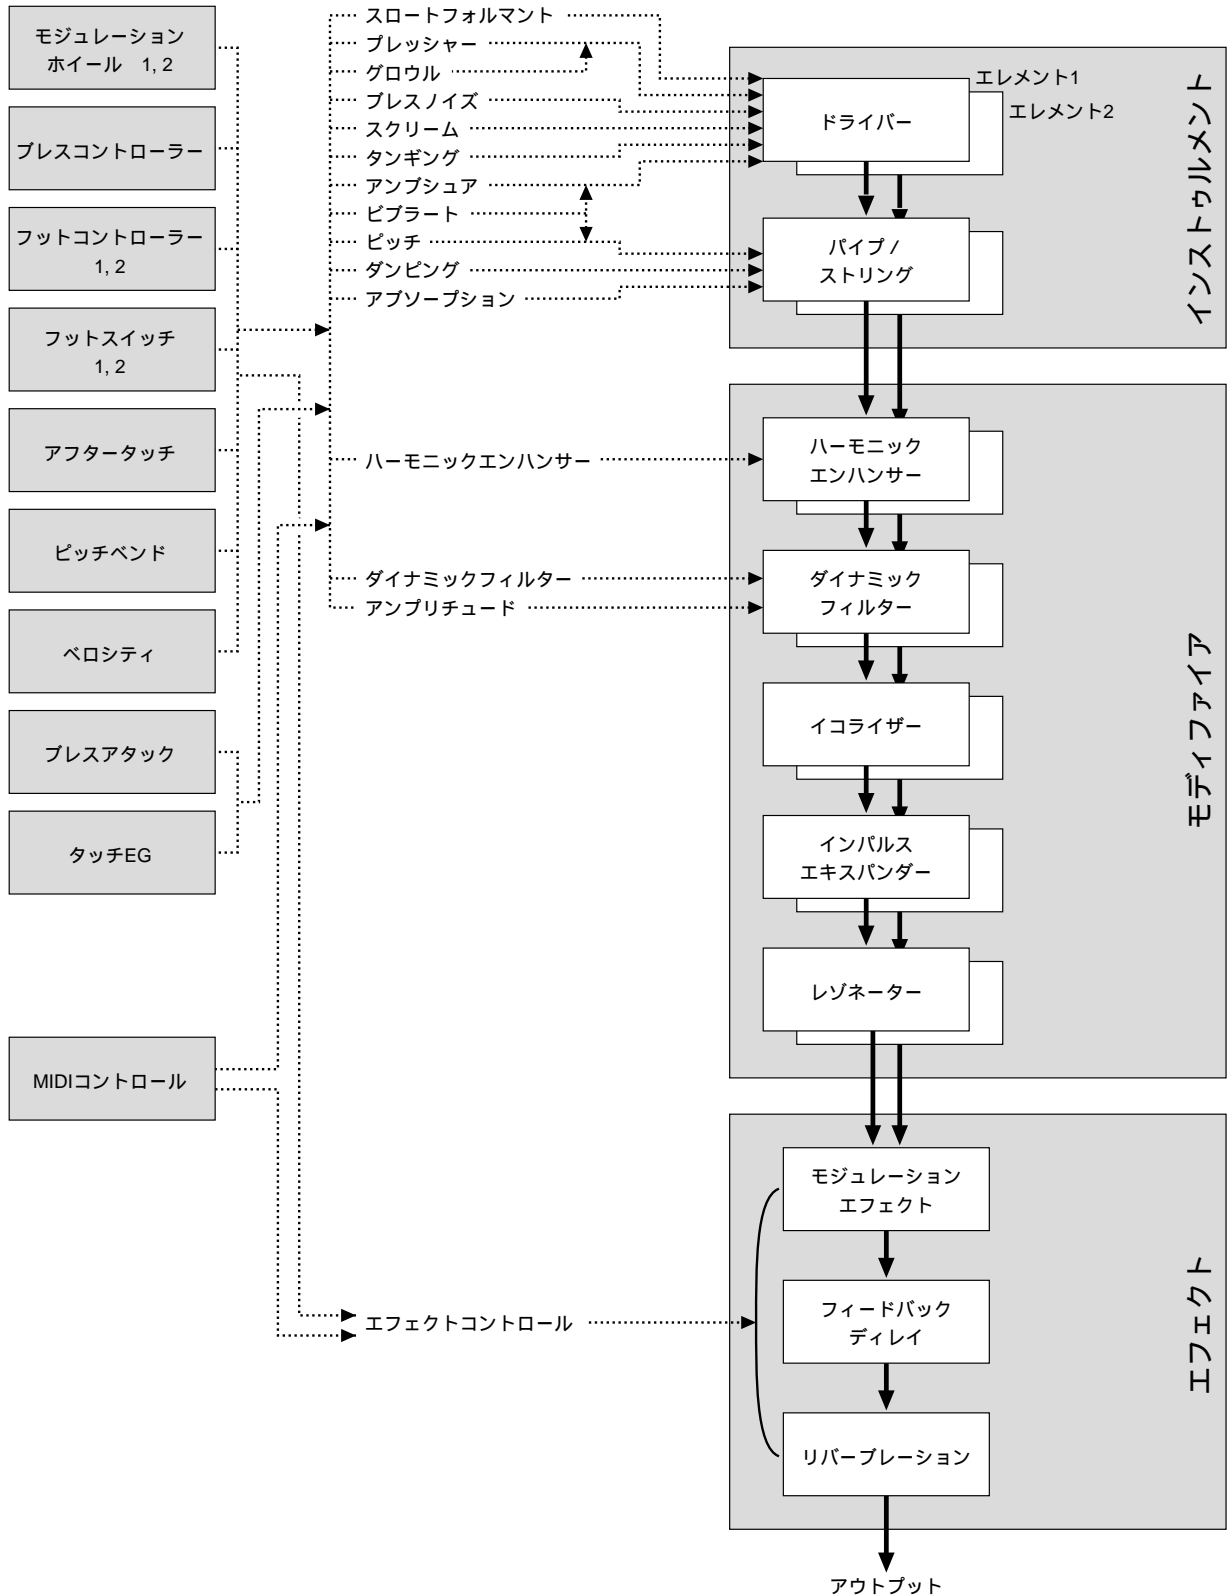 モジュレーション
ホイール 1, 2
ブレスコントローラー
フットコントローラー
1, 2
フットスイッチ
1, 2
アフタータッチ
ピッチベンド
ベロシティ
ブレスアタック
タッチEG
MIDIコントロール
スロートフォルマント
プレッシャー
グロウル
ブレスノイズ
スクリーム
タンギング
アンブシュア
ビブラート
ピッチ
ダンピング
アブソープション
ハーモニックエンハンサー
ダイナミックフィルター
アンプリチュード
エフェクトコントロール
エレメント1
エレメント2
ドライバー
パイプ /
ストリング
インストゥルメント
ハーモニック
エンハンサー
ダイナミック
フィルター
イコライザー
インパルス
エキスパンダー
レゾネーター
モディファイア
モジュレーション
エフェクト
フィードバック
ディレイ
リバーブレーション
エフェクト
アウトプット